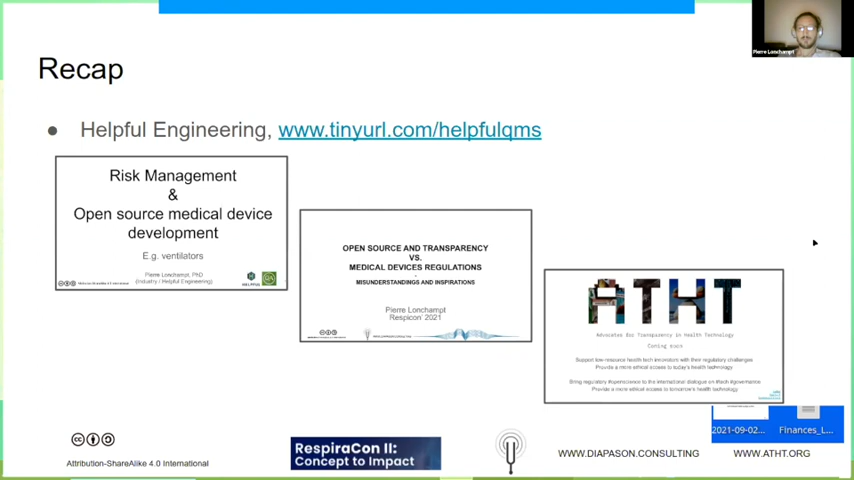 Pierre Lonchampt
Recap
● Helpful Engineering, www.tinyurl.com/helpfulqms
Risk Management
&
Open source medical device
development
E.g. ventilators
Pierre Lonchampt, PhD
(Industry / Helpful Engineering)
OPEN SOURCE AND TRANSPARENCY
VS.
MEDICAL DEVICES REGULATIONS
-
MISUNDERSTANDINGS AND INSPIRATIONS
Pierre Lonchampt
Respicon' 2021
ATHT
Advocates for Transparency in Health Technology
Coming soon
Support low-resource health tech innovators with their regulatory challenges
Provide a more ethical access to today's health technology
Bring regulatory #openscience to the international dialogue on #tech #governance
Provide a more ethical access to tomorrow's health technology
2021-09-02...
Finances_L...
Attribution-ShareAlike 4.0 International
RespiraCon II:
Concept to Impact
WWW.DIAPASON.CONSULTING
WWW.ATHT.ORG